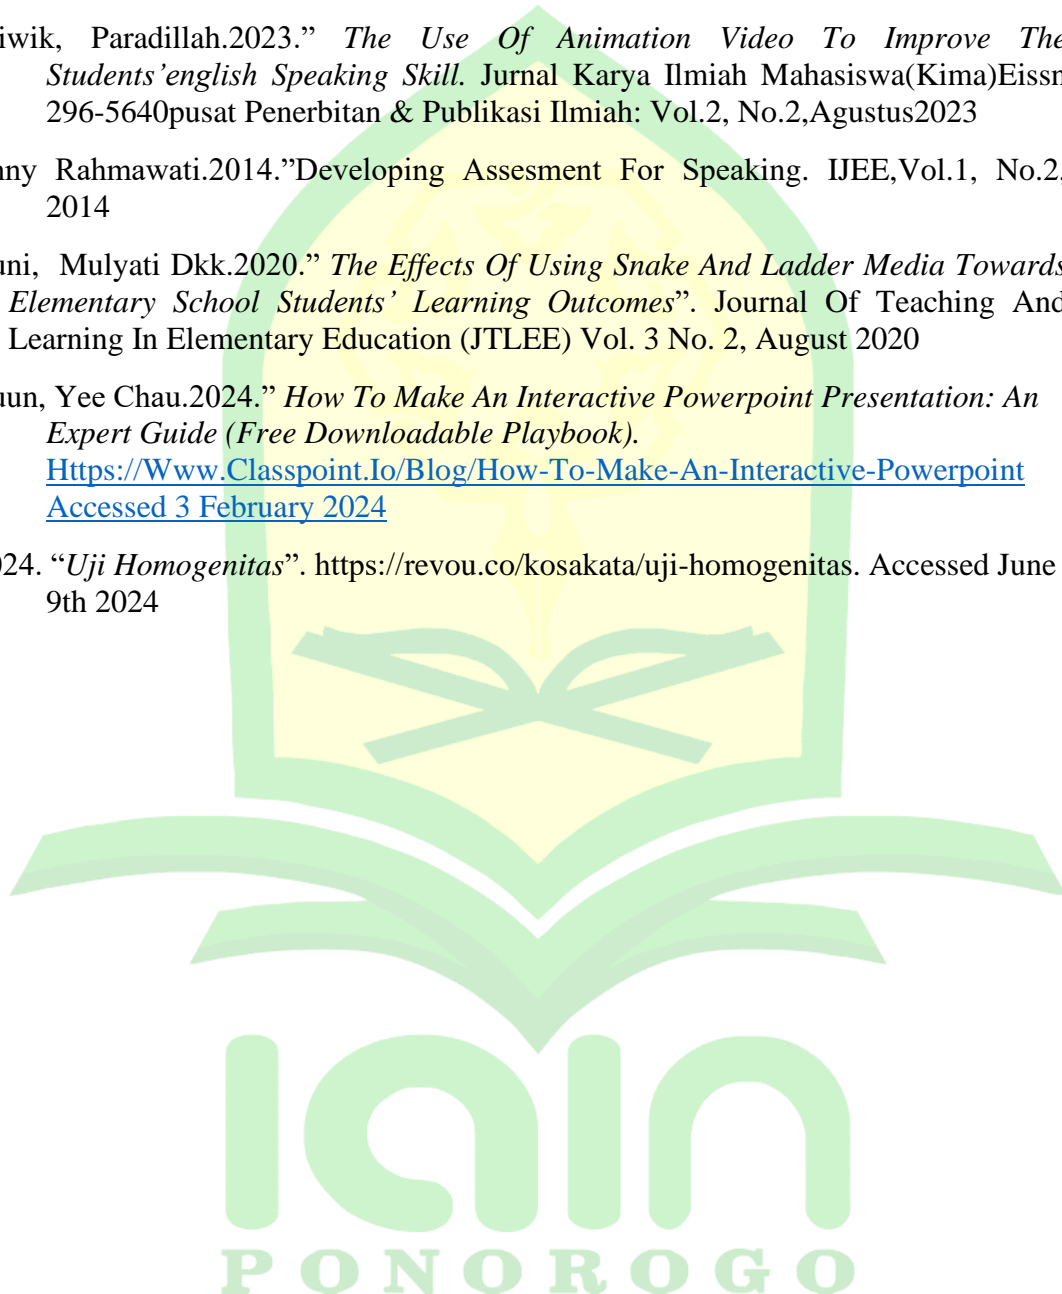 iwik, Paradillah.2023.” The Use Of Animation Video To Improve The
Students’english Speaking Skill. Jurnal Karya Ilmiah Mahasiswa(Kima)Eissn
296-5640pusat Penerbitan & Publikasi Ilmiah: Vol.2, No.2,Agustus2023
ny Rahmawati.2014.”Developing Assesment For Speaking. IJEE,Vol.1, No.2,
2014
uni, Mulyati Dkk.2020.” The Effects Of Using Snake And Ladder Media Towards
Elementary School Students’ Learning Outcomes”. Journal Of Teaching And
Learning In Elementary Education (JTLEE) Vol. 3 No. 2, August 2020
un, Yee Chau.2024.” How To Make An Interactive Powerpoint Presentation: An
Expert Guide (Free Downloadable Playbook).
Https://Www.Classpoint.Io/Blog/How-To-Make-An-Interactive-Powerpoint
Accessed 3 February 2024
24. “Uji Homogenitas”. https://revou.co/kosakata/uji-homogenitas. Accessed June
9th 2024
iain
PONOROGO